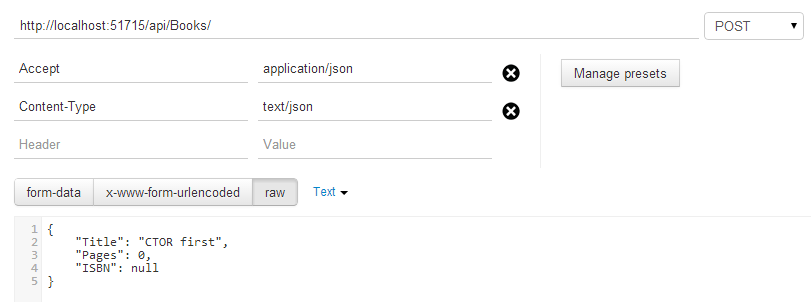 http://localhost:51715/api/Books/ POST
Accept application/json Manage presets
Content-Type text/json
Header Value
form-data x-www-form-urlencoded raw Text
1 {
2 "Title": "CTOR first",
3 "Pages": 0,
4 "ISBN": null
5 }